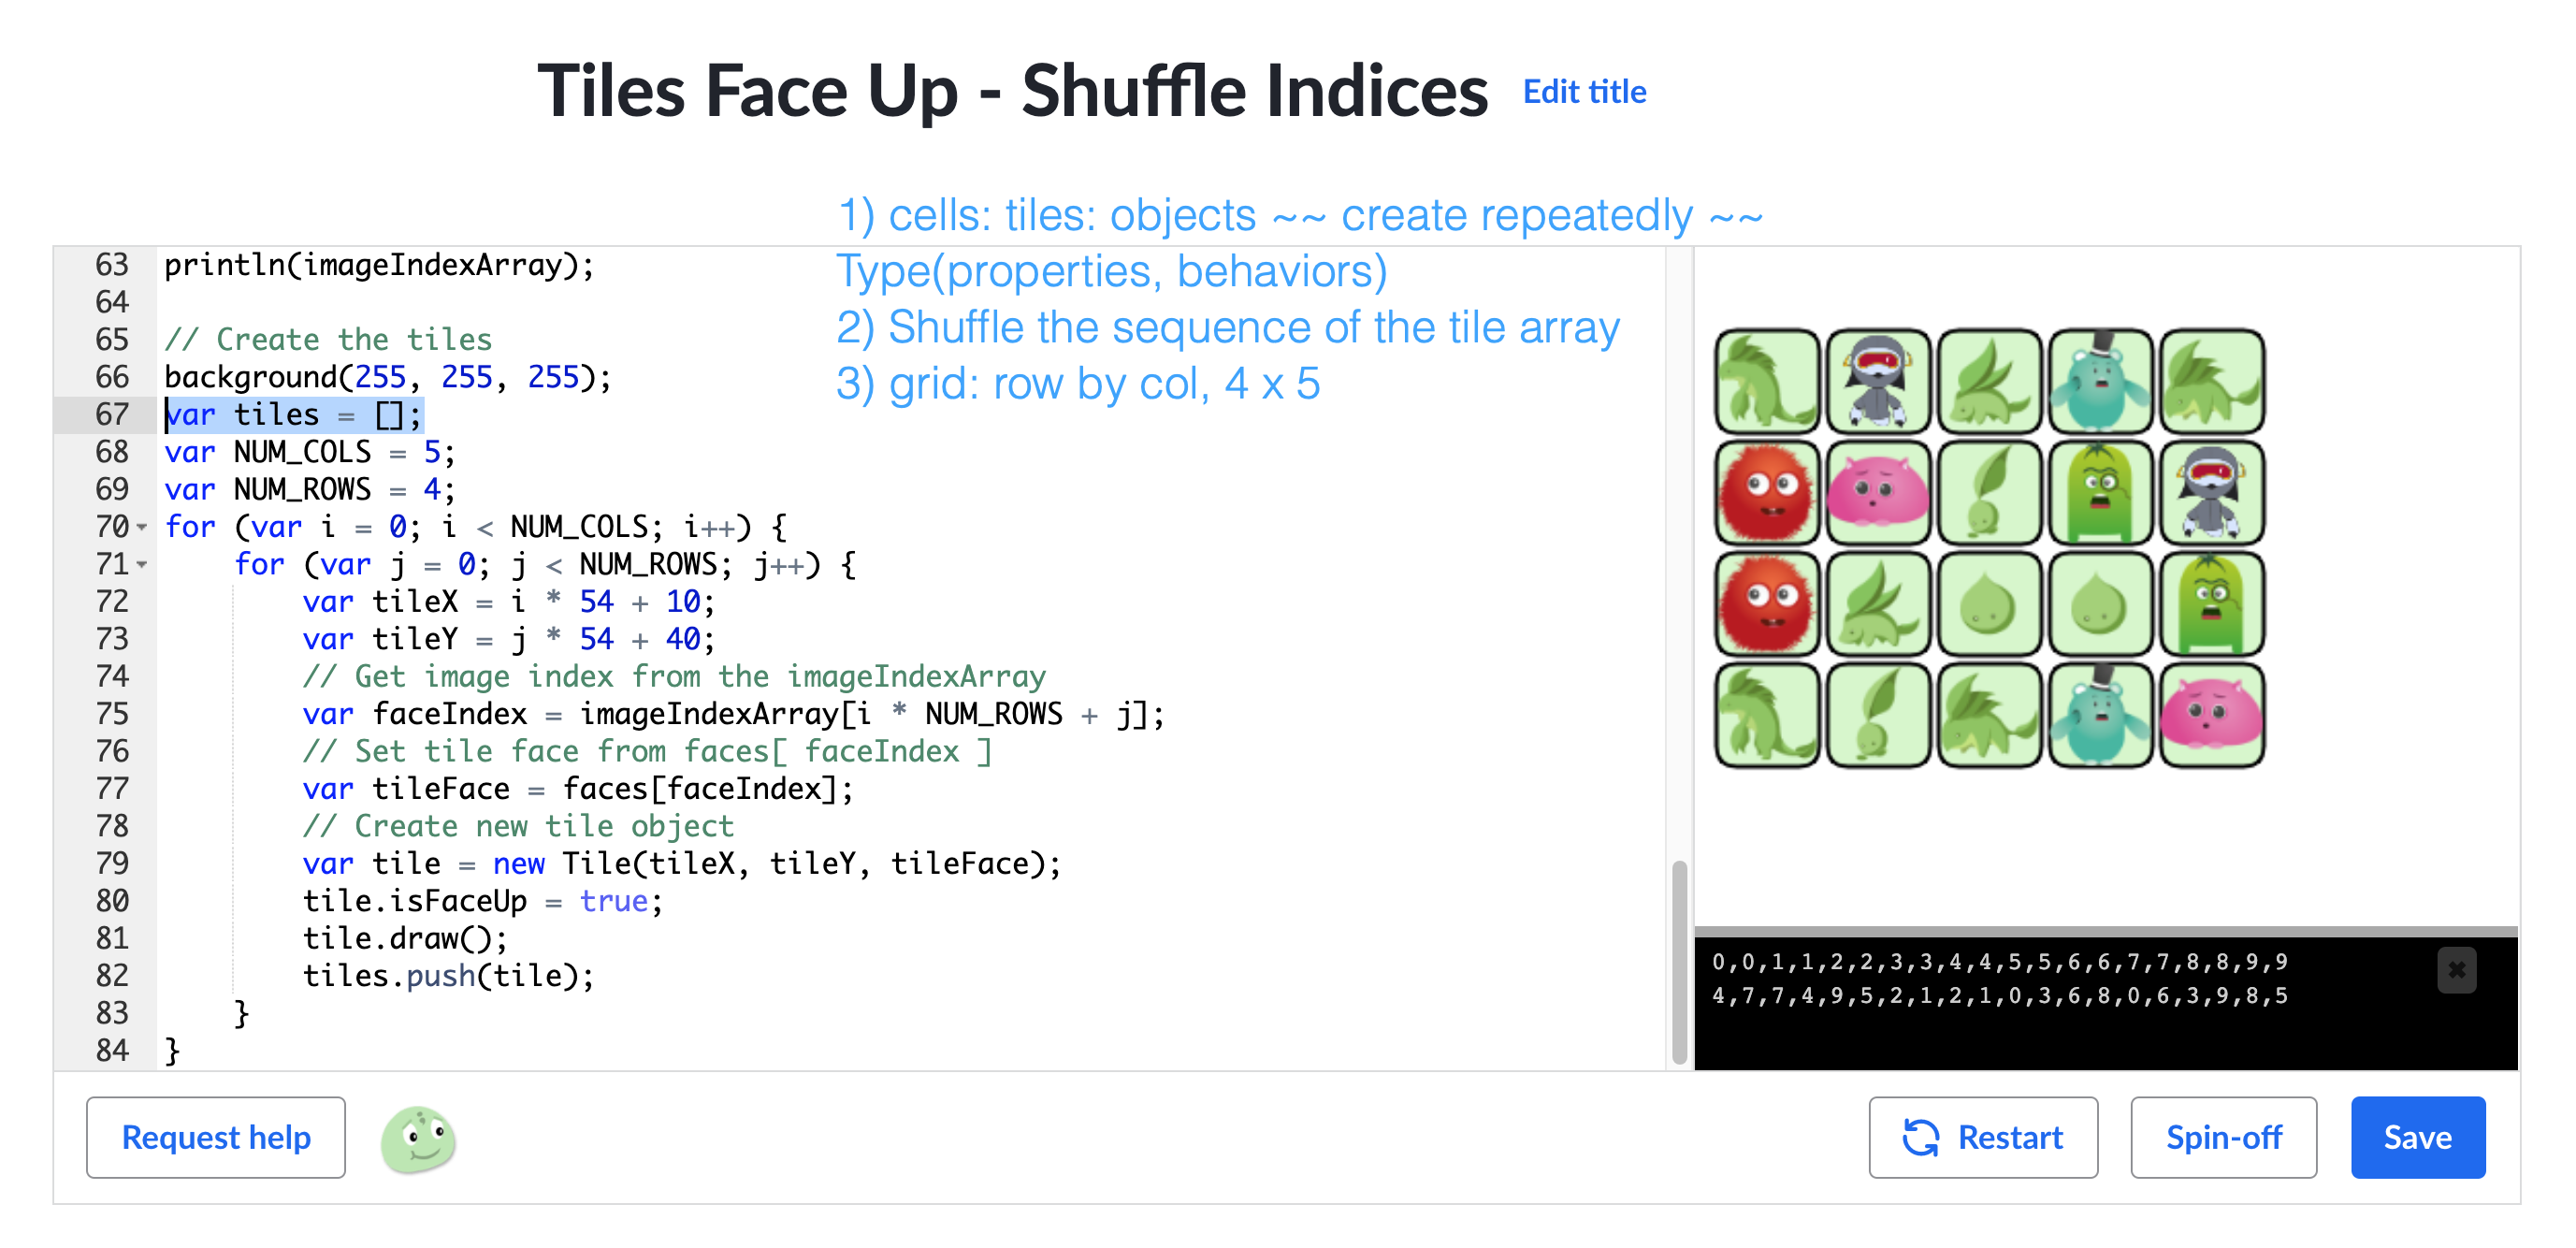 Tiles Face Up - Shuffle Indices Edit title
1) cells: tiles: objects ~~ create repeatedly ~~
Type(properties, behaviors)
2) Shuffle the sequence of the tile array
3) grid: row by col, 4 x 5
63 println(imageIndexArray);
64
65 // Create the tiles
66 background(255, 255, 255);
67 var tiles = [];
68 var NUM_COLS = 5;
69 var NUM_ROWS = 4;
70 for (var i = 0; i < NUM_COLS; i++) {
71     for (var j = 0; j < NUM_ROWS; j++) {
72         var tileX = i * 54 + 10;
73         var tileY = j * 54 + 40;
74         // Get image index from the imageIndexArray
75         var faceIndex = imageIndexArray[i * NUM_ROWS + j];
76         // Set tile face from faces[ faceIndex ]
77         var tileFace = faces[faceIndex];
78         // Create new tile object
79         var tile = new Tile(tileX, tileY, tileFace);
80         tile.isFaceUp = true;
81         tile.draw();
82         tiles.push(tile);
83     }
84 }
0,0,1,1,2,2,3,3,4,4,5,5,6,6,7,7,8,8,9,9
4,7,7,4,9,5,2,1,2,1,0,3,6,8,0,6,3,9,8,5
Request help
Restart
Spin-off
Save